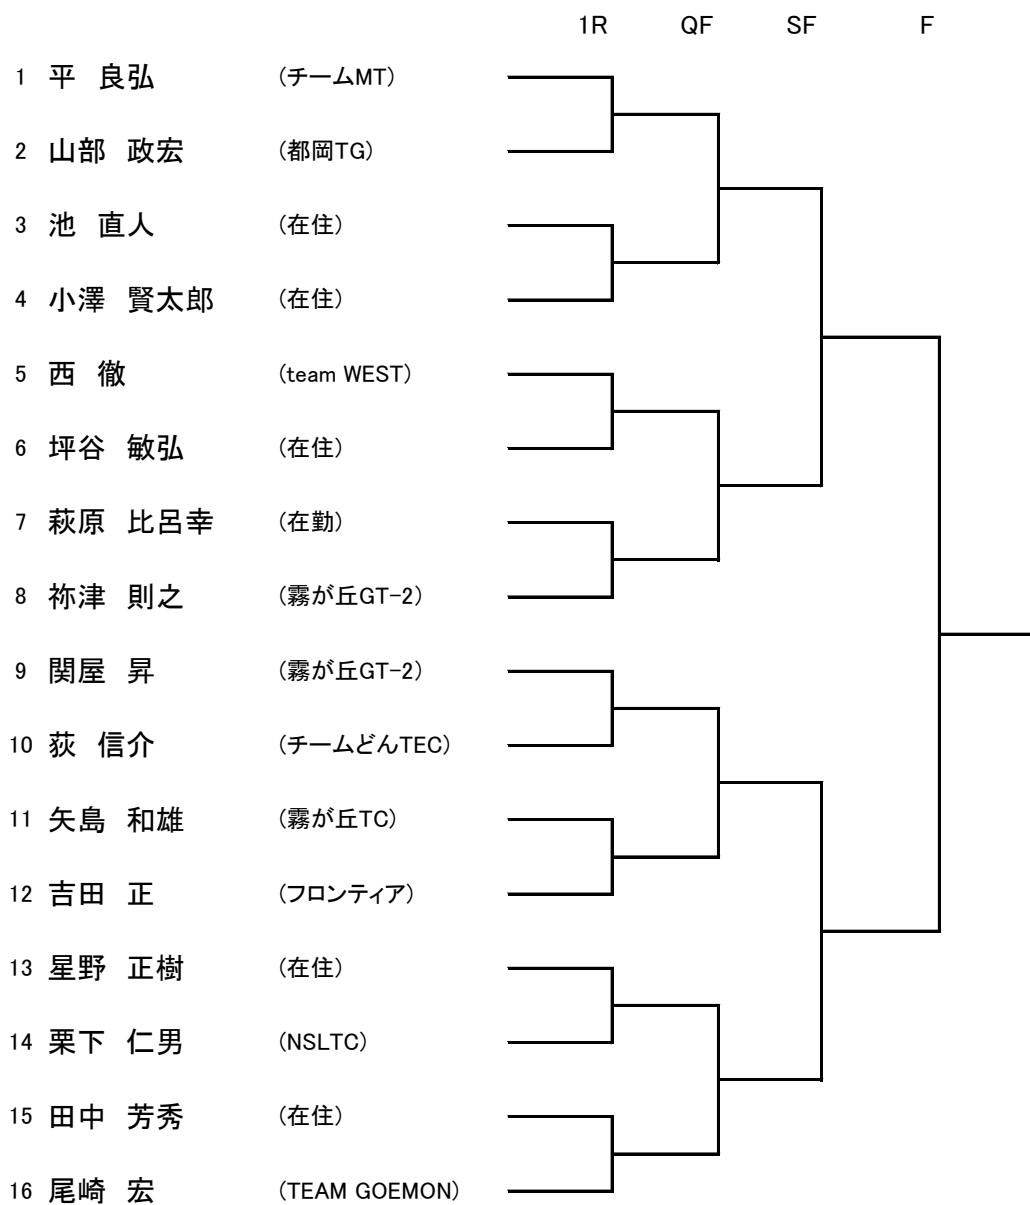 1R QF SF F
1 平 良弘 (チームMT)
2 山部 政宏 (都岡TG)
3 池 直人 (在住)
4 小澤 賢太郎 (在住)
5 西 徹 (team WEST)
6 坪谷 敏弘 (在住)
7 萩原 比呂幸 (在勤)
8 祢津 則之 (霧が丘GT-2)
9 関屋 昇 (霧が丘GT-2)
10 荻 信介 (チームどんTEC)
11 矢島 和雄 (霧が丘TC)
12 吉田 正 (フロンティア)
13 星野 正樹 (在住)
14 栗下 仁男 (NSLTC)
15 田中 芳秀 (在住)
16 尾崎 宏 (TEAM GOEMON)